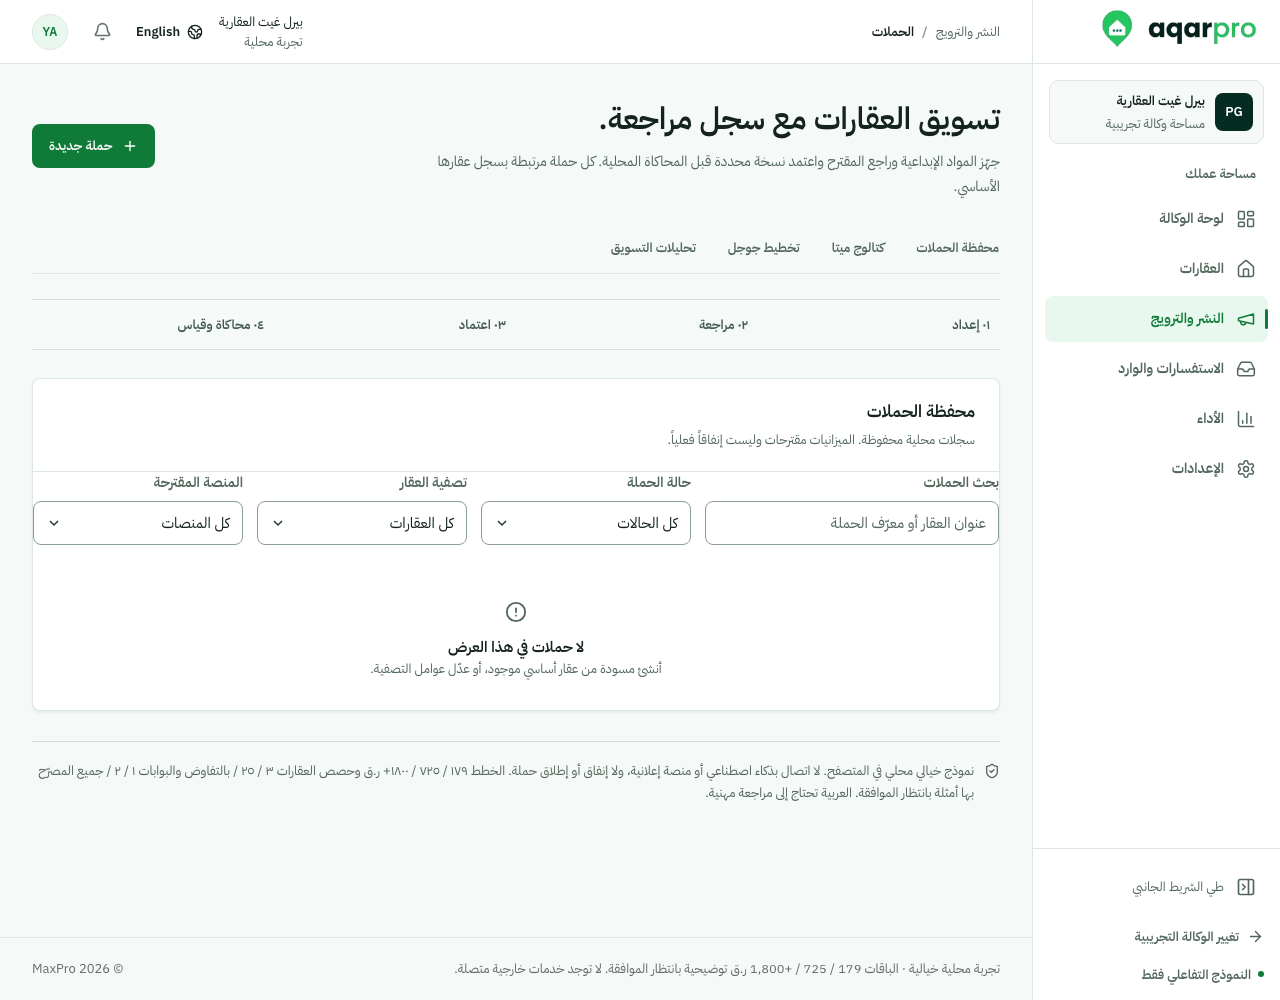 aqarpro
PG
بيرل غيت العقارية
مساحة وكالة تجريبية
مساحة عملك
لوحة الوكالة
العقارات
النشر والترويج
الاستفسارات والوارد
الأداء
الإعدادات
طي الشريط الجانبي
تغيير الوكالة التجريبية
النموذج التفاعلي فقط
النشر والترويج / الحملات
بيرل غيت العقارية
تجربة محلية
English
YA
تسويق العقارات مع سجل مراجعة.
جهّز المواد الإبداعية وراجع المقترح واعتمد نسخة محددة قبل المحاكاة المحلية. كل حملة مرتبطة بسجل عقارها
الأساسي.
حملة جديدة
محفظة الحملات
كتالوج ميتا
تخطيط جوجل
تحليلات التسويق
٠١ إعداد
٠٢ مراجعة
٠٣ اعتماد
٠٤ محاكاة وقياس
محفظة الحملات
سجلات محلية محفوظة. الميزانيات مقترحات وليست إنفاقاً فعلياً.
بحث الحملات
حالة الحملة
تصفية العقار
المنصة المقترحة
عنوان العقار أو معرّف الحملة
كل الحالات
كل العقارات
كل المنصات
لا حملات في هذا العرض
أنشئ مسودة من عقار أساسي موجود، أو عدّل عوامل التصفية.
نموذج خيالي محلي في المتصفح. لا اتصال بذكاء اصطناعي أو منصة إعلانية، ولا إنفاق أو إطلاق حملة. الخطط ١٧٩ / ٧٢٥ / ١٨٠٠+ ر.ق وحصص العقارات ٣ / ٢٥ / بالتفاوض والبوابات ١ / ٢ / جميع المصرّح
بها أمثلة بانتظار الموافقة. العربية تحتاج إلى مراجعة مهنية.
تجربة محلية خيالية · الباقات 179 / 725 / 1,800+ ر.ق توضيحية بانتظار الموافقة. لا توجد خدمات خارجية متصلة.
© 2026 MaxPro